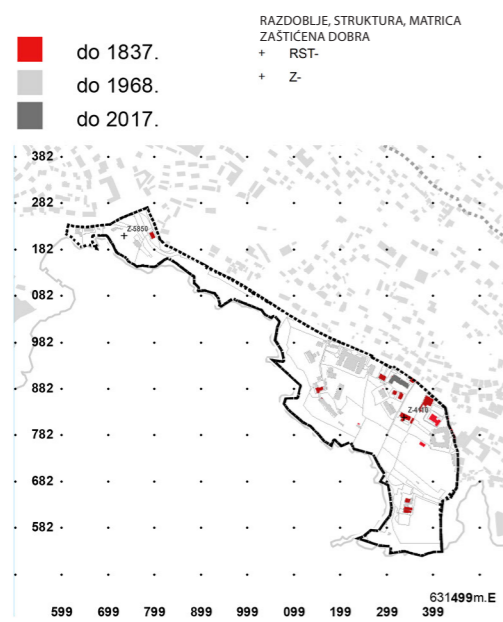 do 1837.
do 1968.
do 2017.
RAZDOBLJE, STRUKTURA, MATRICA
ZAŠTIĆENA DOBRA
+ RST-
+ Z-
382
282
Z-5850
182
082
982
882
782
682
582
631499m.E
599 699 799 899 999 099 199 299 399